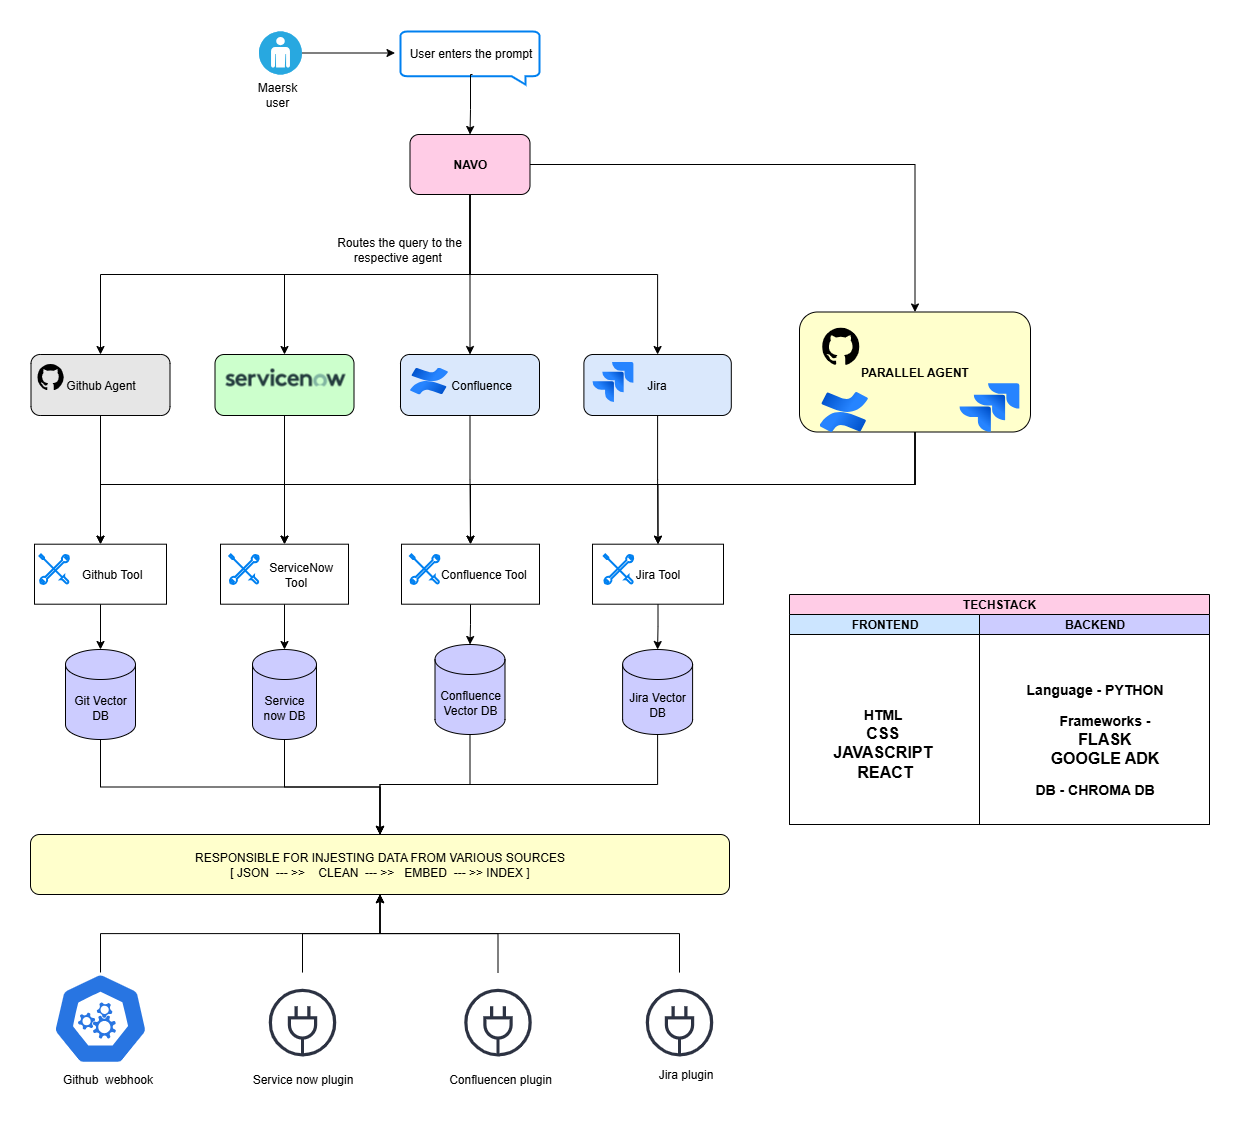 User enters the prompt
Maersk
user
NAVO
Routes the query to the
respective agent
Github Agent
servicenow
Confluence
Jira
PARALLEL AGENT
Github Tool
ServiceNow
Tool
Confluence Tool
Jira Tool
Git Vector
DB
Service
now DB
Confluence
Vector DB
Jira Vector
DB
TECHSTACK
FRONTEND
BACKEND
HTML
CSS
JAVASCRIPT
REACT
Language - PYTHON
Frameworks -
FLASK
GOOGLE ADK
DB - CHROMA DB
RESPONSIBLE FOR INJESTING DATA FROM VARIOUS SOURCES
[ JSON --- >> CLEAN --- >> EMBED --- >> INDEX ]
Github webhook
Service now plugin
Confluencen plugin
Jira plugin